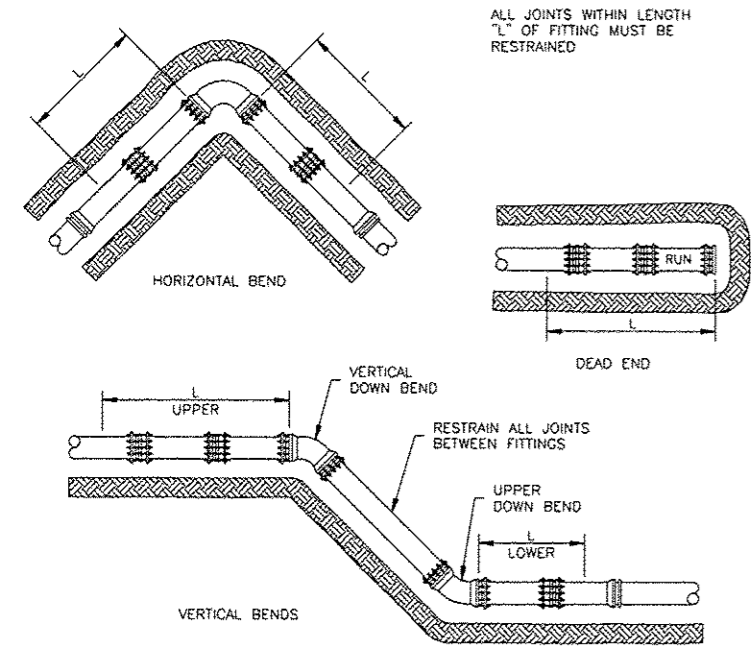 ALL JOINTS WITHIN LENGTH
"L" OF FITTING MUST BE
RESTRAINED
L
L
HORIZONTAL BEND
RUN
L
DEAD END
VERTICAL
DOWN BEND
L
UPPER
RESTRAIN ALL JOINTS
BETWEEN FITTINGS
UPPER
DOWN BEND
L
LOWER
VERTICAL BENDS